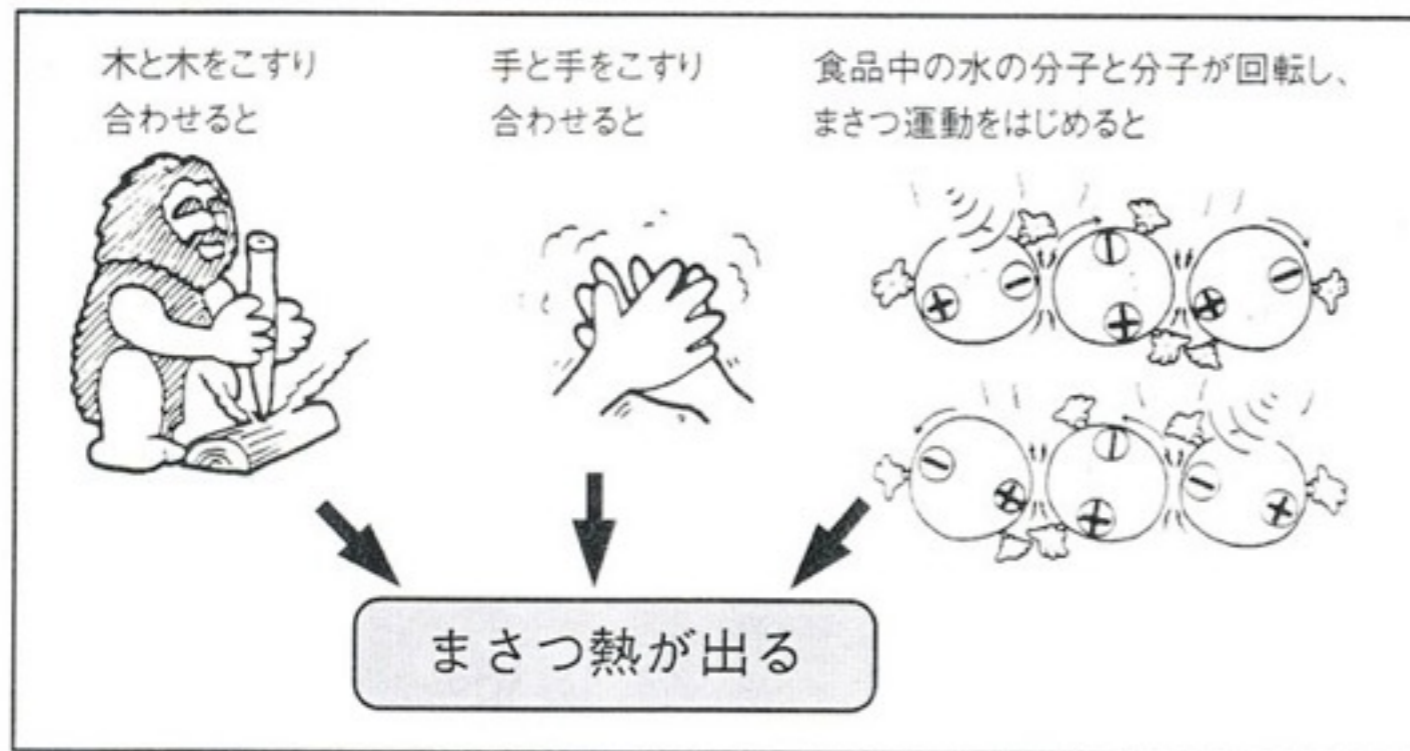 木と木をこすり
合わせると
手と手をこすり
合わせると
食品中の水の分子と分子が回転し、
まさつ運動をはじめると
まさつ熱が出る